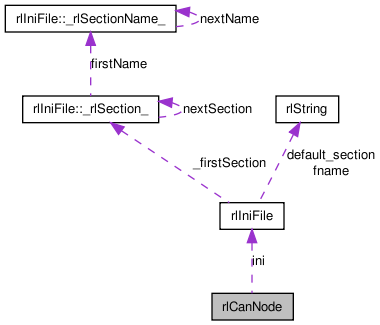 rlIniFile::_rlSectionName_
nextName
firstName
rlIniFile::_rlSection_
nextSection
rlString
_firstSection
default_section
fname
rlIniFile
ini
rlCanNode